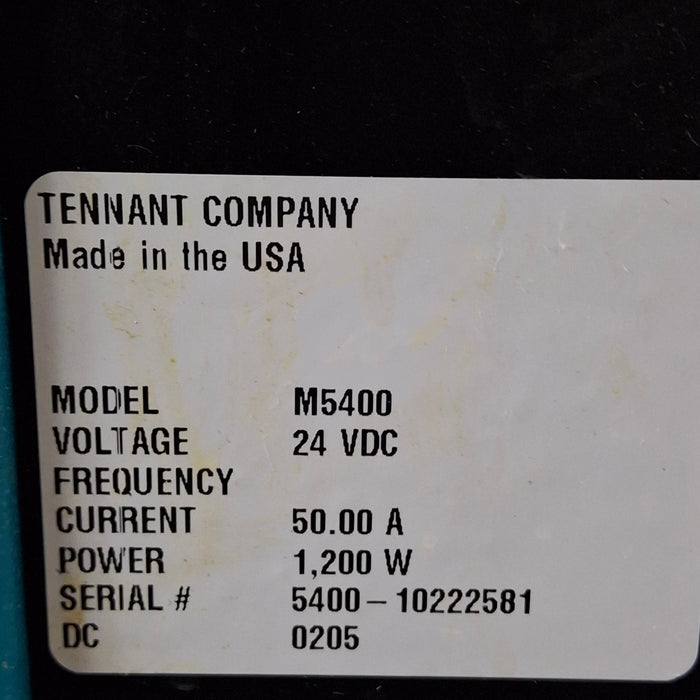 TENNANT COMPANY
Made in the USA
MODEL M5400
VOLTAGE 24 VDC
FREQUENCY
CURRENT 50.00 A
POWER 1,200 W
SERIAL # 5400-10222581
DC 0205